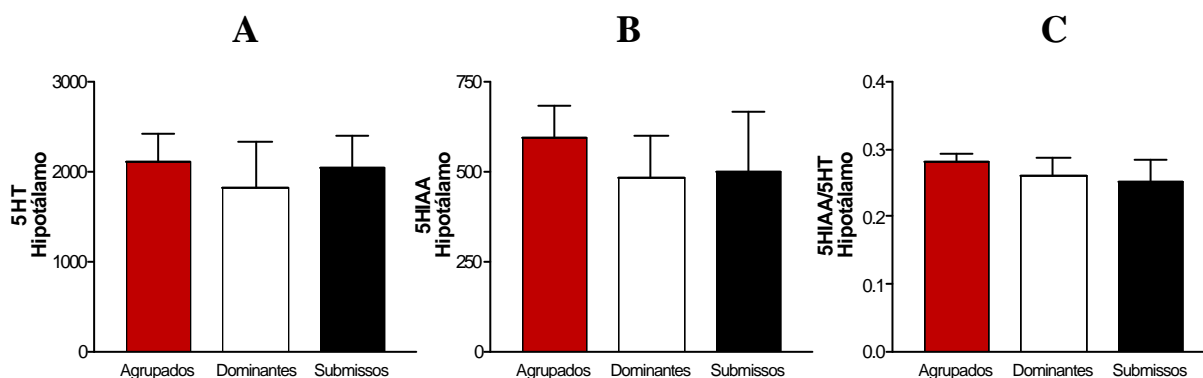 A
5HT
Hipotálamo
3000
2000
1000
0
Agrupados Dominantes Submissos
B
5HIAA
Hipotálamo
750
500
250
0
Agrupados Dominantes Submissos
C
5HIAA/5HT
Hipotálamo
0.4
0.3
0.2
0.1
0.0
Agrupados Dominantes Submissos